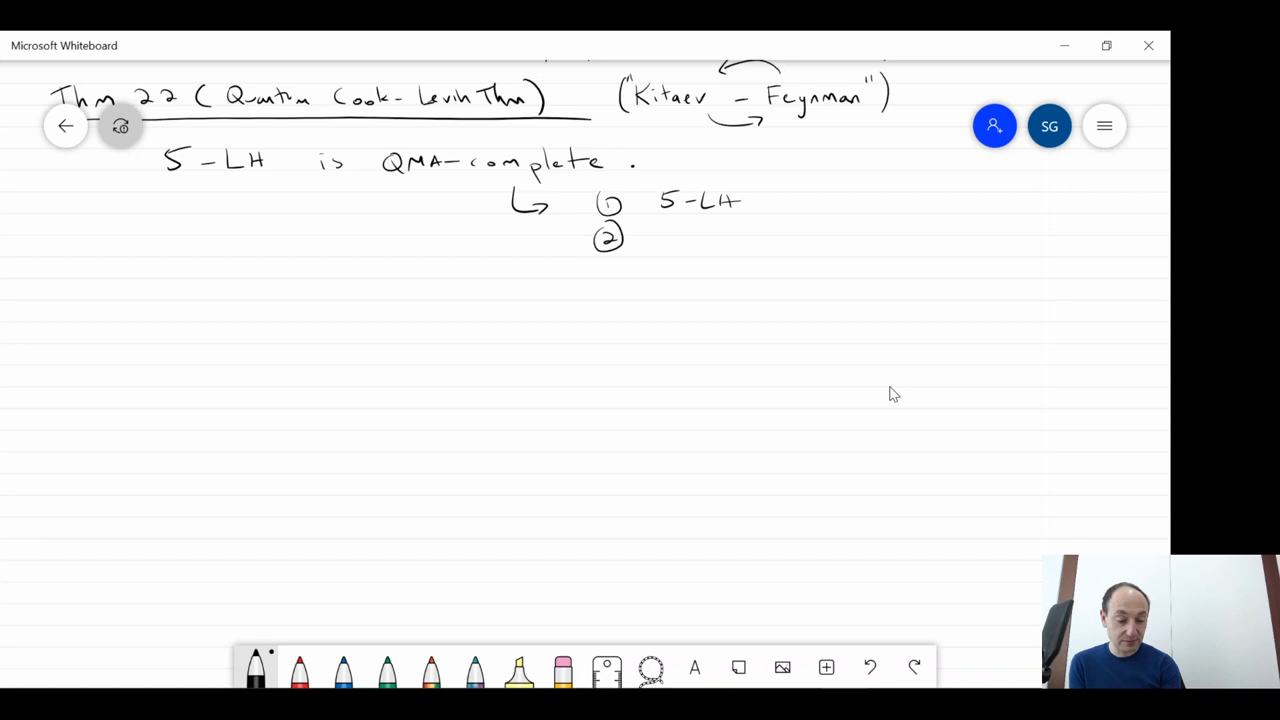 Microsoft Whiteboard
Thm 22 (Quantum Cook-Levin Thm) ("Kitaev - Feynman")
SG
5-LH is QMA-complete.
① 5-LH
②
A